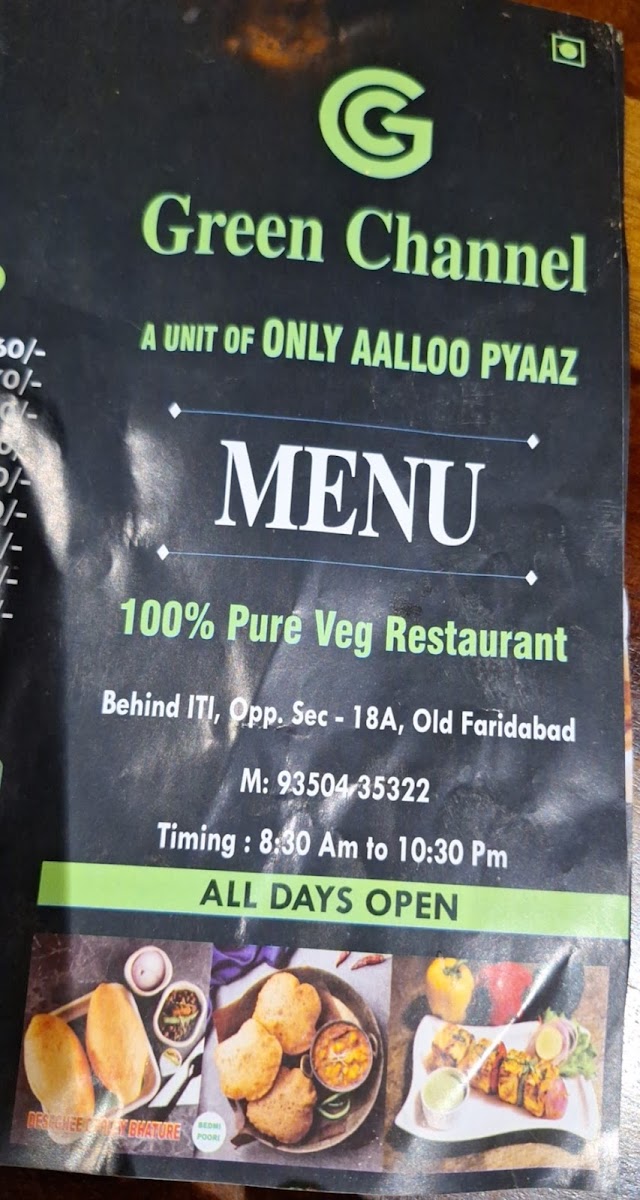 Green Channel
A UNIT OF ONLY AALLOO PYAAZ
MENU
100% Pure Veg Restaurant
Behind ITI, Opp. Sec - 18A, Old Faridabad
M: 93504 35322
Timing : 8:30 Am to 10:30 Pm
ALL DAYS OPEN
BHATURE
BEDMI
POORI